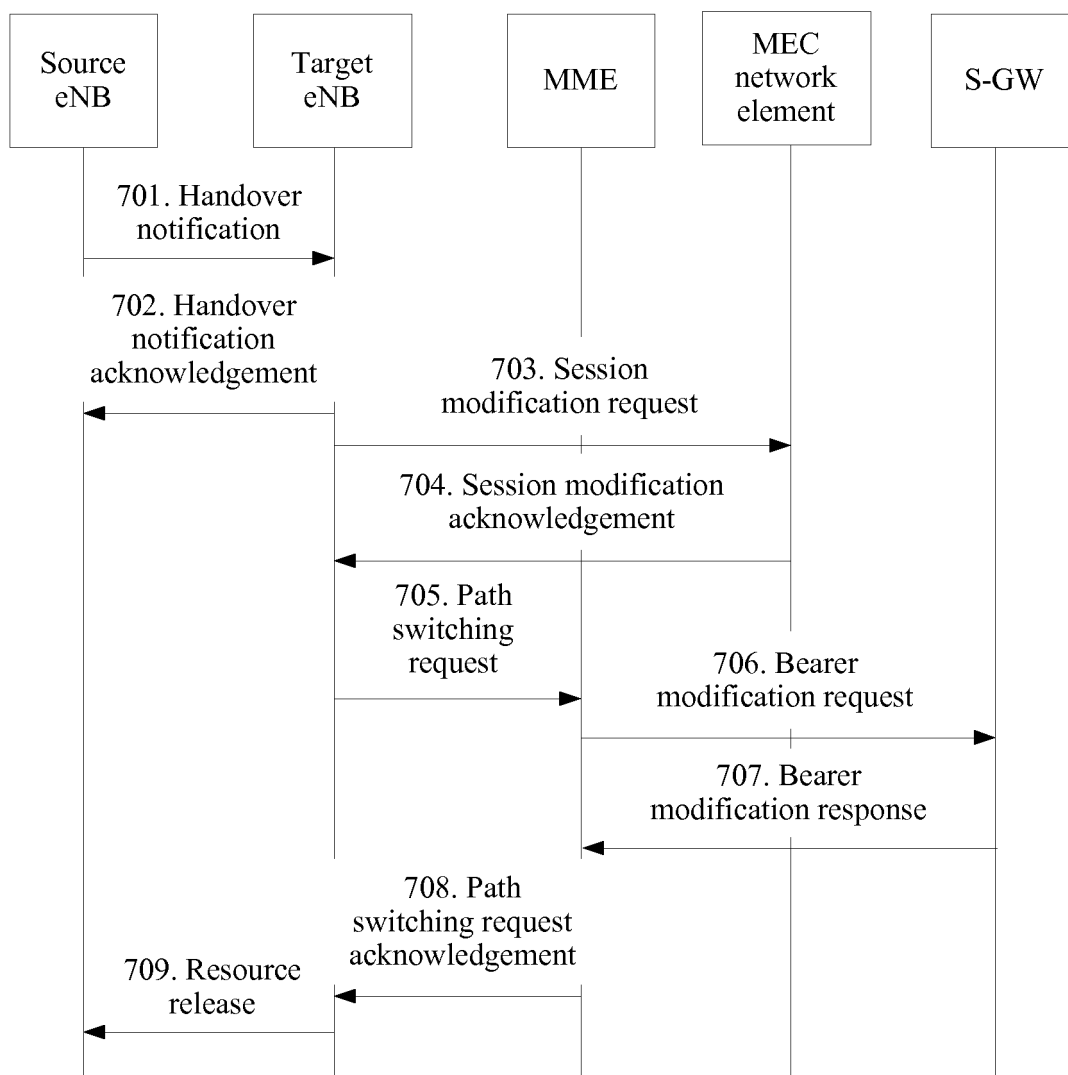 Source
eNB
Target
eNB
MME
MEC
network
element
S-GW
701. Handover
notification
702. Handover
notification
acknowledgement
703. Session
modification request
704. Session modification
acknowledgement
705. Path
switching
request
706. Bearer
modification request
707. Bearer
modification response
708. Path
switching request
acknowledgement
709. Resource
release